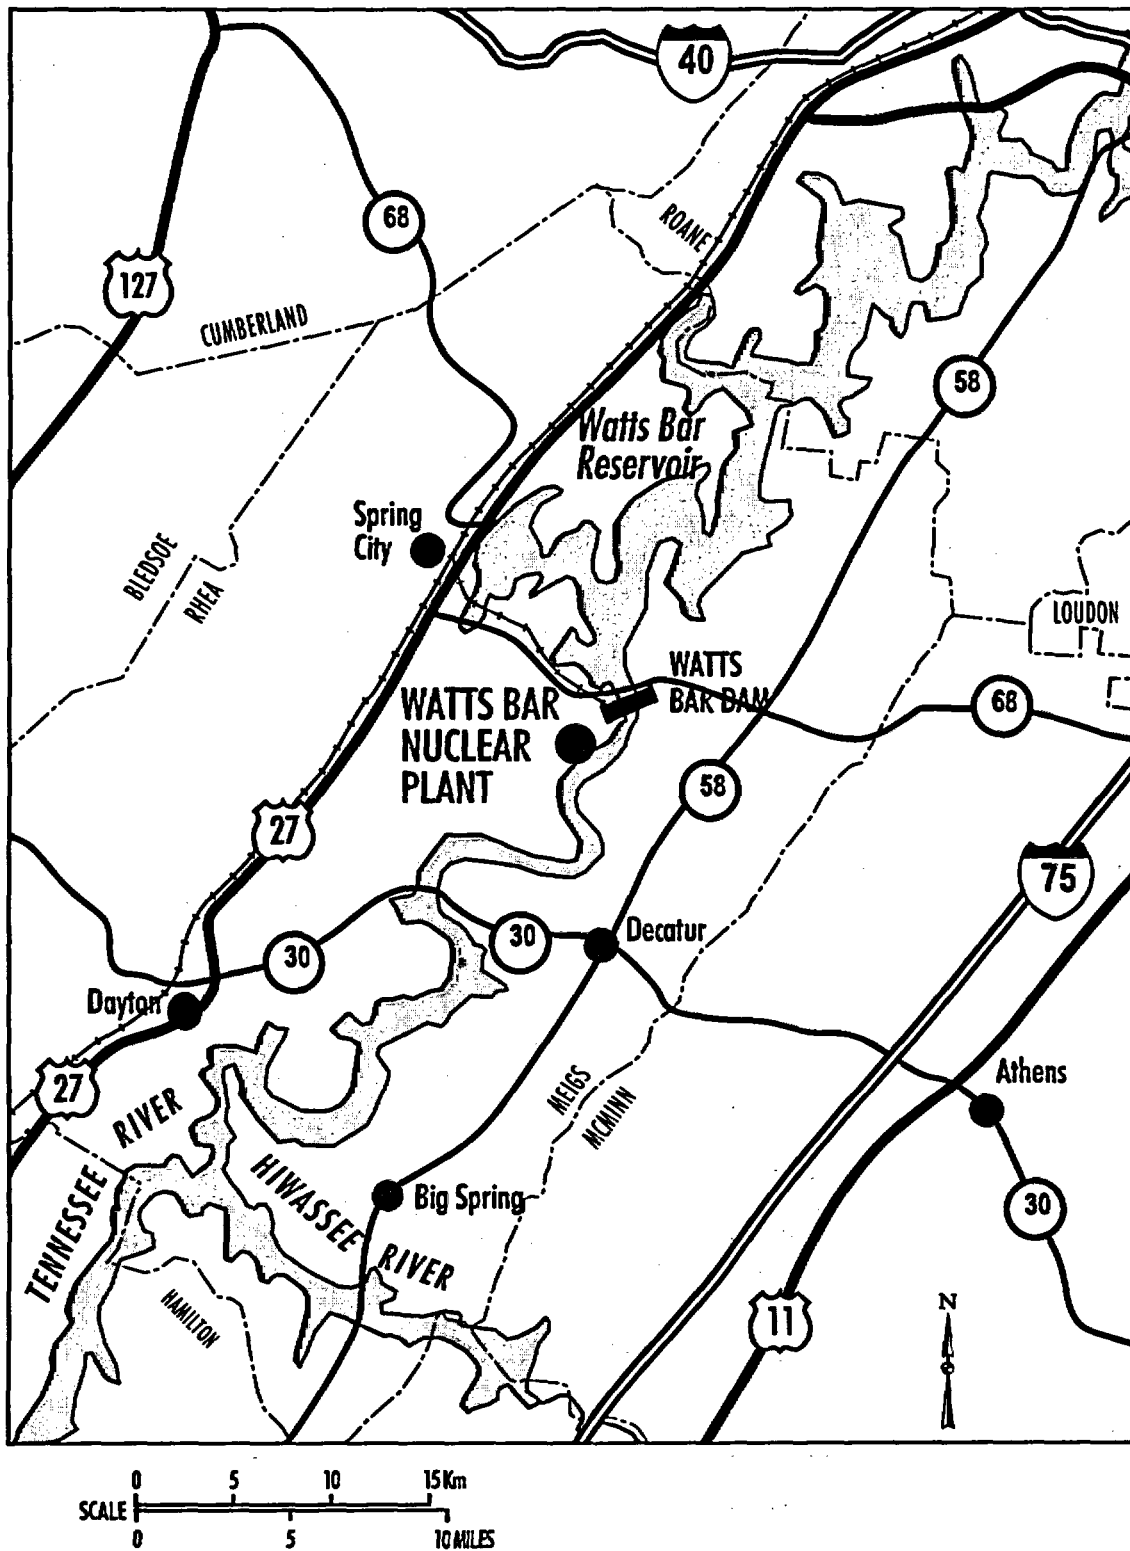 40
68
ROANE
127
CUMBERLAND
58
Watts Bar
Reservoir
Spring
City
BLEDSOE
RHEA
LOUDON
WATTS
BAR DAM
WATTS BAR
NUCLEAR
PLANT
68
58
27
75
30
30
Decatur
Dayton
27
Athens
MEIGS
MCMINN
TENNESSEE RIVER
HIWASSEE RIVER
Big Spring
30
HAMILTON
11
N
0 5 10 15Km
SCALE
0 5 10 MILES